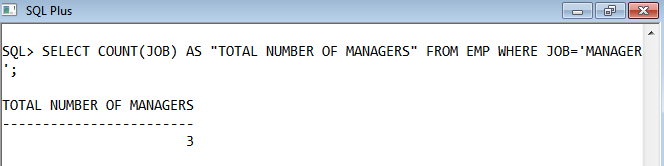 SQL Plus
SQL> SELECT COUNT(JOB) AS "TOTAL NUMBER OF MANAGERS" FROM EMP WHERE JOB='MANAGER
';
TOTAL NUMBER OF MANAGERS
------------------------
3